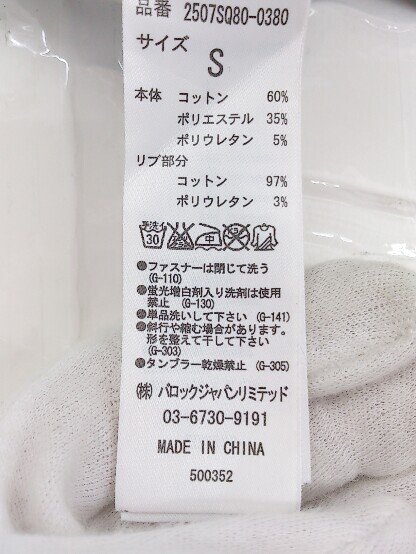 品番 2507SQ80-0380
サイズ
S
本体 コットン 60%
ポリエステル 35%
ポリウレタン 5%
リブ部分
コットン 97%
ポリウレタン 3%
手洗イ 30 中
●ファスナーは閉じて洗う
(G-110)
●蛍光増白剤入り洗剤は使用
禁止 (G-130)
●単品洗いして下さい (G-141)
●斜行や縮む場合があります。
形を整えて干して下さい
(G-303)
●タンブラー乾燥禁止 (G-305)
㈱ バロックジャパンリミテッド
03-6730-9191
MADE IN CHINA
500352